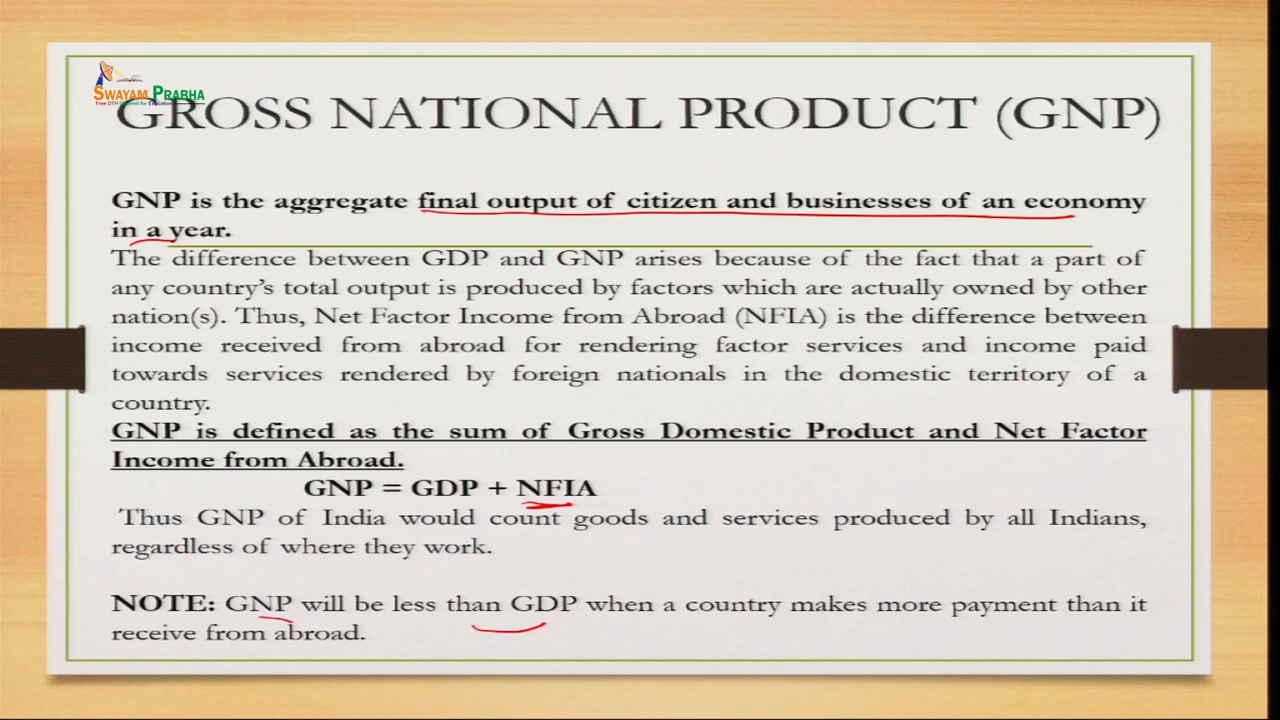 SWAYAM PRABHA
Free DTH Channel for Education
GROSS NATIONAL PRODUCT (GNP)
GNP is the aggregate final output of citizen and businesses of an economy
in a year.
The difference between GDP and GNP arises because of the fact that a part of
any country's total output is produced by factors which are actually owned by other
nation(s). Thus, Net Factor Income from Abroad (NFIA) is the difference between
income received from abroad for rendering factor services and income paid
towards services rendered by foreign nationals in the domestic territory of a
country.
GNP is defined as the sum of Gross Domestic Product and Net Factor
Income from Abroad.
GNP = GDP + NFIA
Thus GNP of India would count goods and services produced by all Indians,
regardless of where they work.
NOTE: GNP will be less than GDP when a country makes more payment than it
receive from abroad.